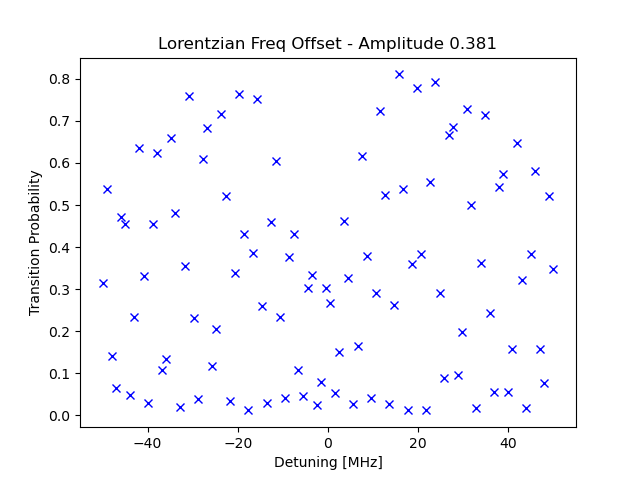 Lorentzian Freq Offset - Amplitude 0.381
Transition Probability
0.8
0.7
0.6
0.5
0.4
0.3
0.2
0.1
0.0
−40 −20 0 20 40
Detuning [MHz]